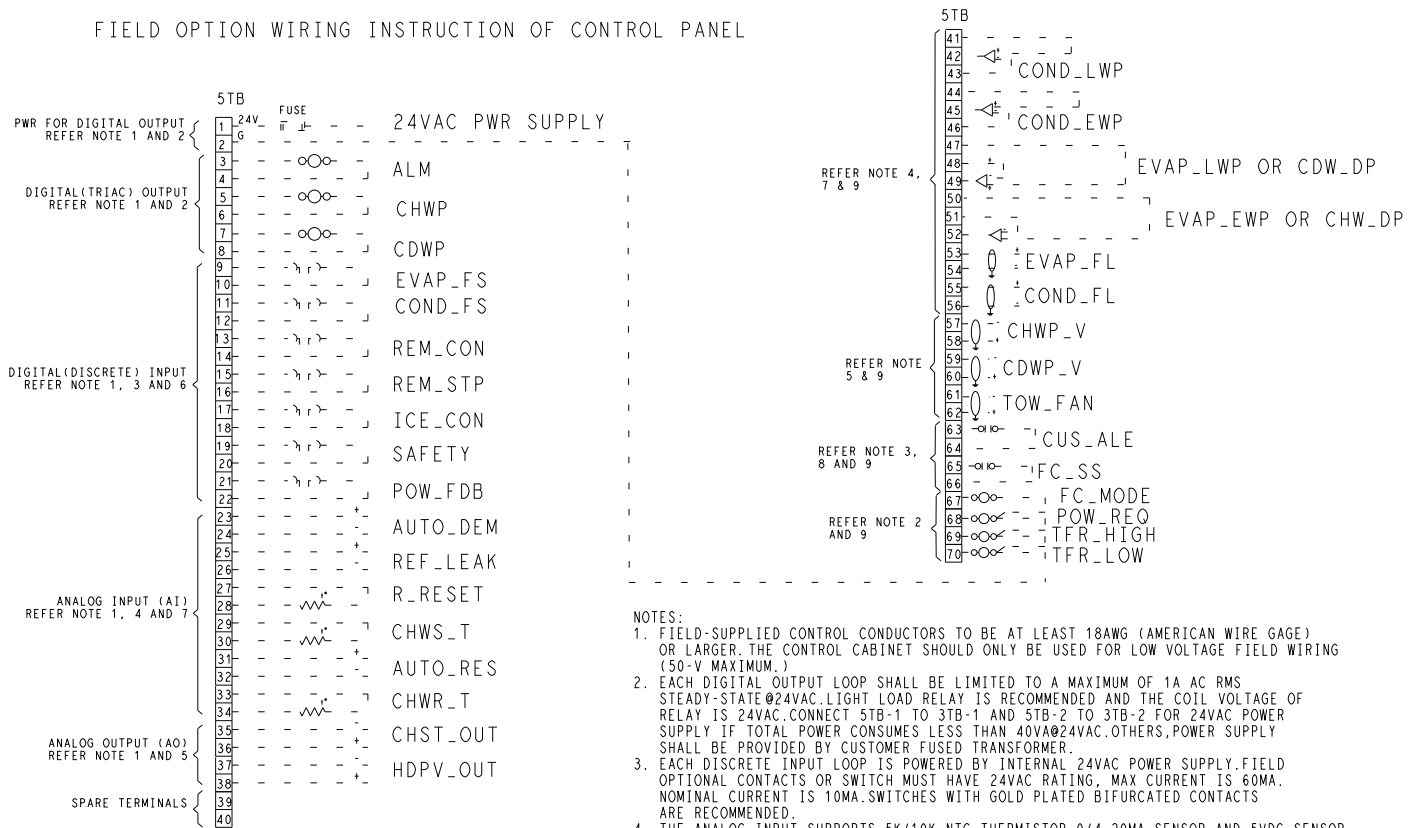 FIELD OPTION WIRING INSTRUCTION OF CONTROL PANEL
5TB
FUSE
PWR FOR DIGITAL OUTPUT
REFER NOTE 1 AND 2
1
24V
G
2
24VAC PWR SUPPLY
DIGITAL(TRIAC) OUTPUT
REFER NOTE 1 AND 2
3
4
ALM
5
6
CHWP
7
8
CDWP
DIGITAL(DISCRETE) INPUT
REFER NOTE 1, 3 AND 6
9
10
EVAP_FS
11
12
COND_FS
13
14
REM_CON
15
16
REM_STP
17
18
ICE_CON
19
20
SAFETY
21
22
POW_FDB
ANALOG INPUT (AI)
REFER NOTE 1, 4 AND 7
23
24
AUTO_DEM
25
26
REF_LEAK
27
28
R_RESET
29
30
CHWS_T
31
32
AUTO_RES
33
34
CHWR_T
ANALOG OUTPUT (AO)
REFER NOTE 1 AND 5
35
36
CHST_OUT
37
38
HDPV_OUT
SPARE TERMINALS
39
40
5TB
REFER NOTE 4,
7 & 9
41
42
43
COND_LWP
44
45
46
COND_EWP
47
48
49
EVAP_LWP OR CDW_DP
50
51
52
EVAP_EWP OR CHW_DP
53
54
EVAP_FL
55
56
COND_FL
REFER NOTE
5 & 9
57
58
CHWP_V
59
60
CDWP_V
61
62
TOW_FAN
REFER NOTE 3,
8 AND 9
63
64
CUS_ALE
65
66
FC_SS
REFER NOTE 2
AND 9
67
FC_MODE
68
POW_REQ
69
TFR_HIGH
70
TFR_LOW
NOTES:
1. FIELD-SUPPLIED CONTROL CONDUCTORS TO BE AT LEAST 18AWG (AMERICAN WIRE GAGE)
OR LARGER.THE CONTROL CABINET SHOULD ONLY BE USED FOR LOW VOLTAGE FIELD WIRING
(50-V MAXIMUM.)
2. EACH DIGITAL OUTPUT LOOP SHALL BE LIMITED TO A MAXIMUM OF 1A AC RMS
STEADY-STATE@24VAC.LIGHT LOAD RELAY IS RECOMMENDED AND THE COIL VOLTAGE OF
RELAY IS 24VAC.CONNECT 5TB-1 TO 3TB-1 AND 5TB-2 TO 3TB-2 FOR 24VAC POWER
SUPPLY IF TOTAL POWER CONSUMES LESS THAN 40VA@24VAC.OTHERS,POWER SUPPLY
SHALL BE PROVIDED BY CUSTOMER FUSED TRANSFORMER.
3. EACH DISCRETE INPUT LOOP IS POWERED BY INTERNAL 24VAC POWER SUPPLY.FIELD
OPTIONAL CONTACTS OR SWITCH MUST HAVE 24VAC RATING, MAX CURRENT IS 60MA.
NOMINAL CURRENT IS 10MA.SWITCHES WITH GOLD PLATED BIFURCATED CONTACTS
ARE RECOMMENDED.
4. THE ANALOG INPUT SUPPORTS 5K/10K NTC THERMISTOR,0/4-20MA SENSOR AND 5VDC SENSOR